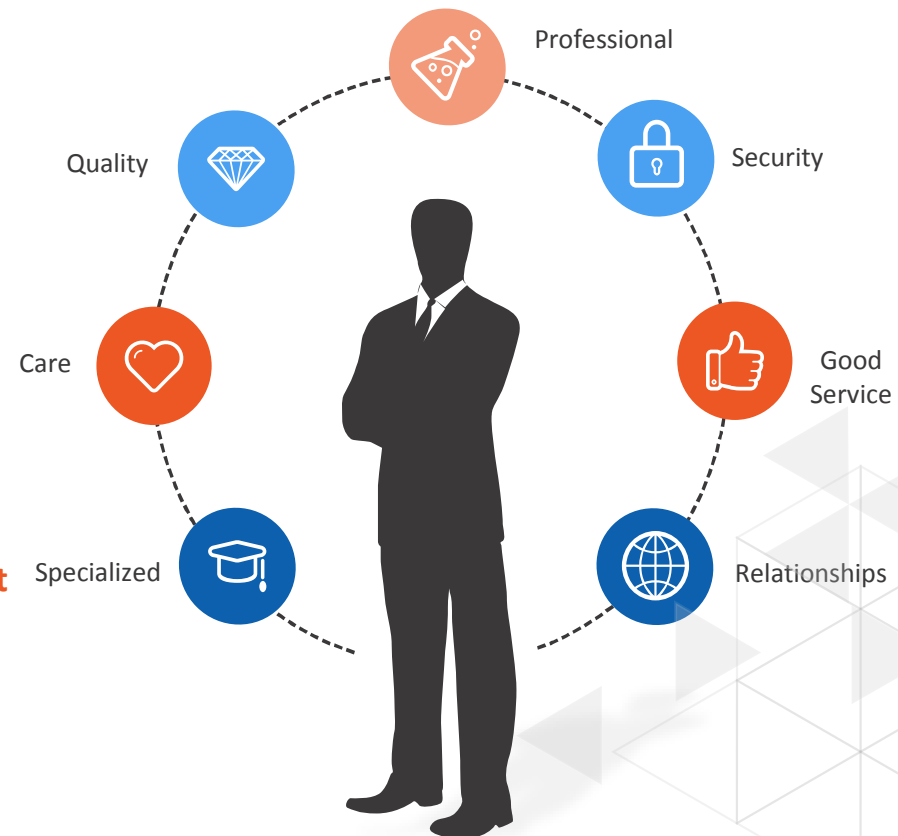 Professional
Quality
Security
Care
Good
Service
t
Specialized
Relationships